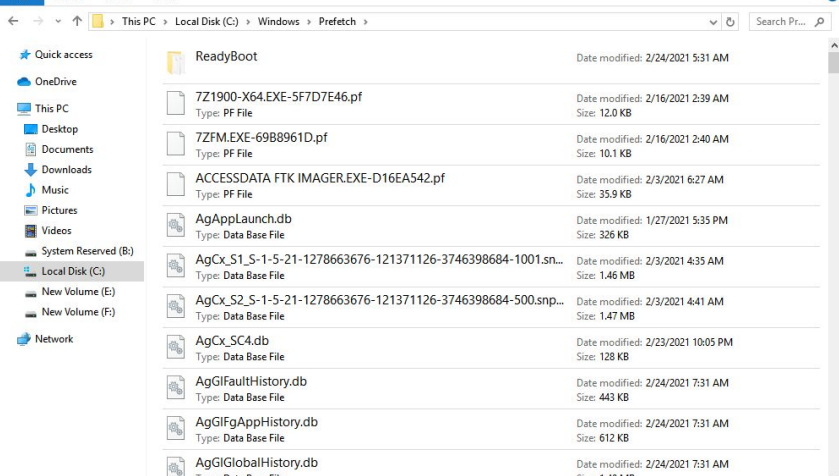 This PC > Local Disk (C:) > Windows > Prefetch >
Search Pr...
Quick access
OneDrive
This PC
Desktop
Documents
Downloads
Music
Pictures
Videos
System Reserved (B:)
Local Disk (C:)
New Volume (E:)
New Volume (F:)
Network
ReadyBoot
Date modified: 2/24/2021 5:31 AM
7Z1900-X64.EXE-5F7D7E46.pf
Date modified: 2/16/2021 2:39 AM
Type: PF File
Size: 12.0 KB
7ZFM.EXE-69B8961D.pf
Date modified: 2/16/2021 2:40 AM
Type: PF File
Size: 10.1 KB
ACCESSDATA FTK IMAGER.EXE-D16EA542.pf
Date modified: 2/3/2021 6:27 AM
Type: PF File
Size: 35.9 KB
AgAppLaunch.db
Date modified: 1/27/2021 5:35 PM
Type: Data Base File
Size: 326 KB
AgCx_S1_S-1-5-21-1278663676-121371126-3746398684-1001.sn...
Date modified: 2/3/2021 4:35 AM
Type: Data Base File
Size: 1.46 MB
AgCx_S2_S-1-5-21-1278663676-121371126-3746398684-500.snp...
Date modified: 2/3/2021 4:41 AM
Type: Data Base File
Size: 1.47 MB
AgCx_SC4.db
Date modified: 2/23/2021 10:05 PM
Type: Data Base File
Size: 128 KB
AgGlFaultHistory.db
Date modified: 2/24/2021 7:31 AM
Type: Data Base File
Size: 443 KB
AgGlFgAppHistory.db
Date modified: 2/24/2021 7:31 AM
Type: Data Base File
Size: 612 KB
AgGlGlobalHistory.db
Date modified: 2/24/2021 7:31 AM